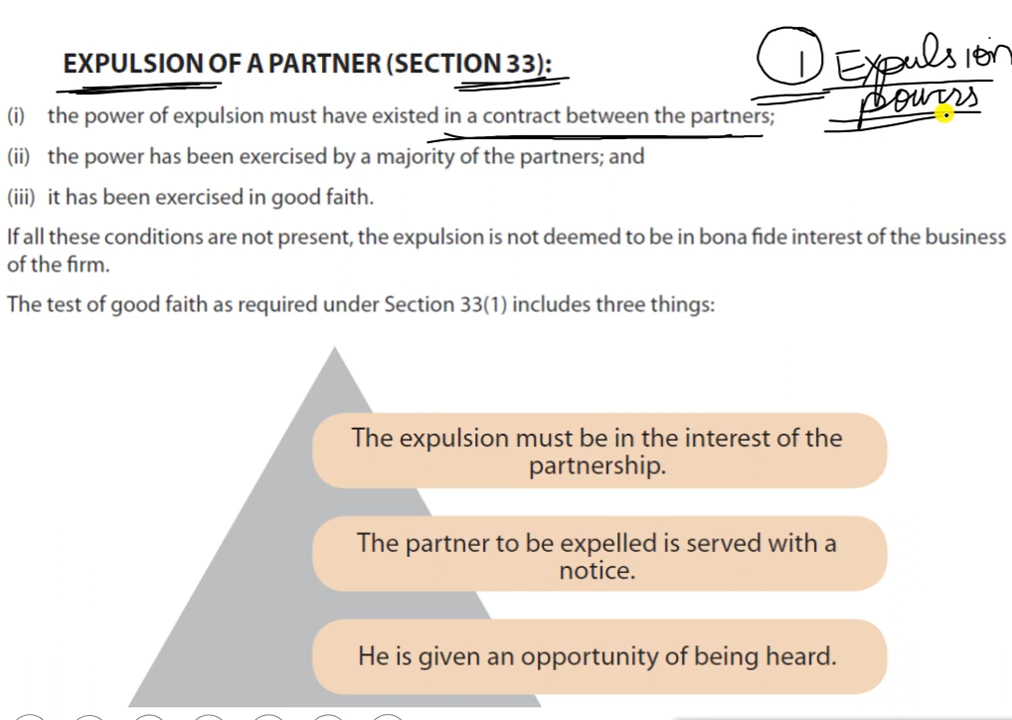 EXPULSION OF A PARTNER (SECTION 33):
1 Expulsion
powers
(i) the power of expulsion must have existed in a contract between the partners;
(ii) the power has been exercised by a majority of the partners; and
(iii) it has been exercised in good faith.
If all these conditions are not present, the expulsion is not deemed to be in bona fide interest of the business
of the firm.
The test of good faith as required under Section 33(1) includes three things:
The expulsion must be in the interest of the
partnership.
The partner to be expelled is served with a
notice.
He is given an opportunity of being heard.